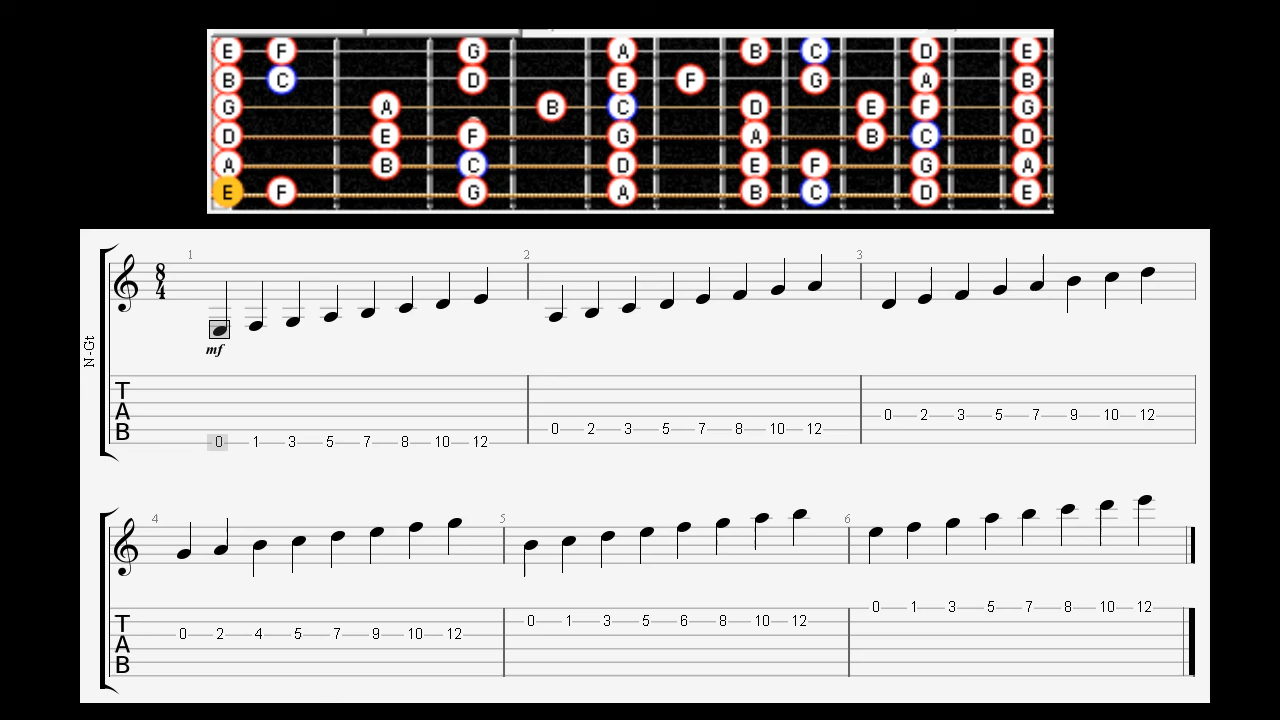 E F G A B C D E
B C D E F G A B
G A B C D E F G
D E F G A B C D
A B C D E F G A
E F G A B C D E
1 2 3
8
4
mf
N-Gt
T
A
B
0 2 3 5 7 9 10 12
0 2 3 5 7 8 10 12
0 1 3 5 7 8 10 12
4 5 6
0 1 3 5 7 8 10 12
T
A
B
0 1 3 5 6 8 10 12
0 2 4 5 7 9 10 12